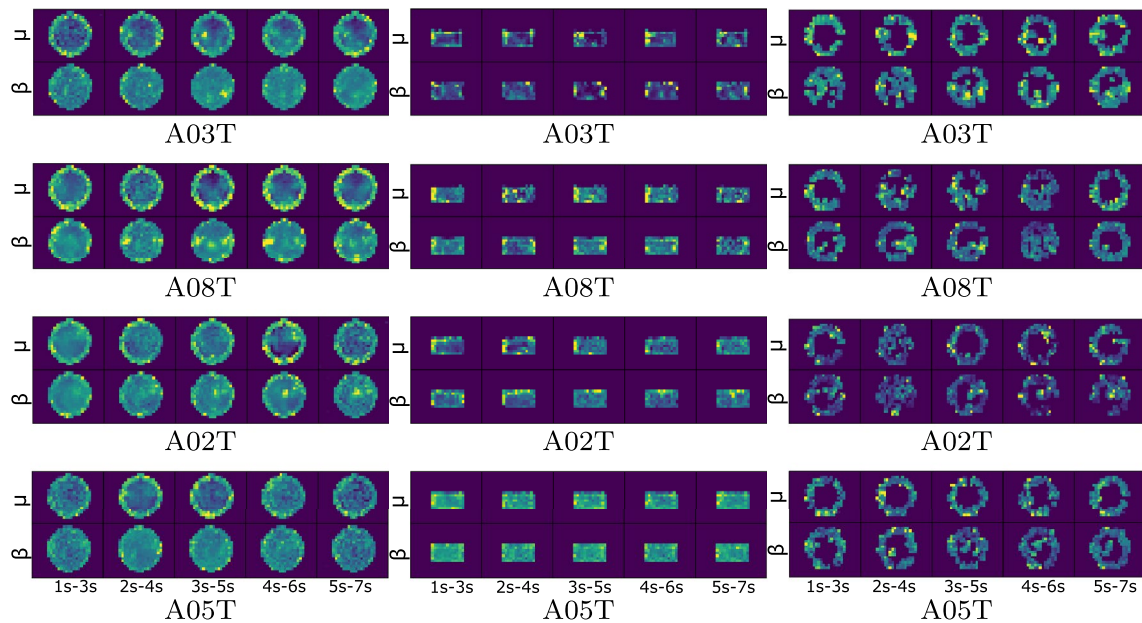 μ μ μ
β β β
A03T A03T A03T
μ μ μ
β β β
A08T A08T A08T
μ μ μ
β β β
A02T A02T A02T
μ μ μ
β β β
1s-3s 2s-4s 3s-5s 4s-6s 5s-7s 1s-3s 2s-4s 3s-5s 4s-6s 5s-7s 1s-3s 2s-4s 3s-5s 4s-6s 5s-7s
A05T A05T A05T